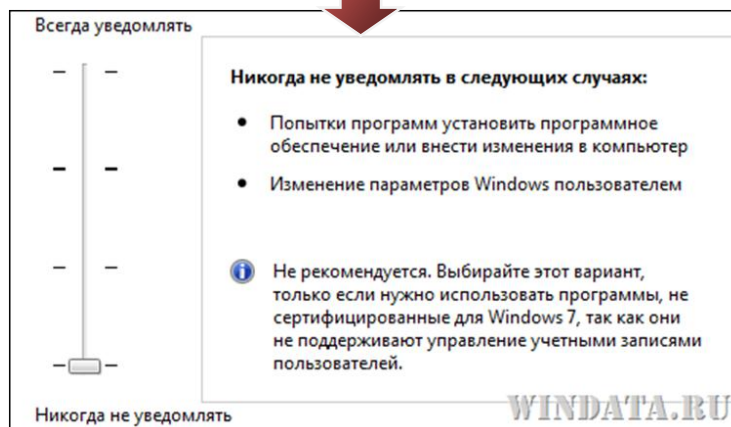 Всегда уведомлять
Никогда не уведомлять в следующих случаях:
• Попытки программ установить программное
обеспечение или внести изменения в компьютер
• Изменение параметров Windows пользователем
Не рекомендуется. Выбирайте этот вариант,
только если нужно использовать программы, не
сертифицированные для Windows 7, так как они
не поддерживают управление учетными записями
пользователей.
Никогда не уведомлять
WINDATA.RU